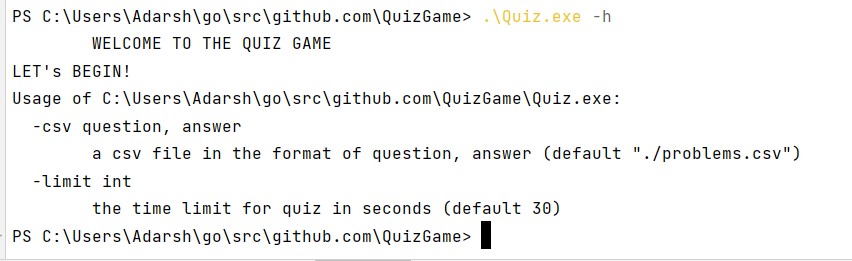 PS C:\Users\Adarsh\go\src\github.com\QuizGame> .\Quiz.exe -h
WELCOME TO THE QUIZ GAME
LET's BEGIN!
Usage of C:\Users\Adarsh\go\src\github.com\QuizGame\Quiz.exe:
-csv question, answer
a csv file in the format of question, answer (default "./problems.csv")
-limit int
the time limit for quiz in seconds (default 30)
PS C:\Users\Adarsh\go\src\github.com\QuizGame>